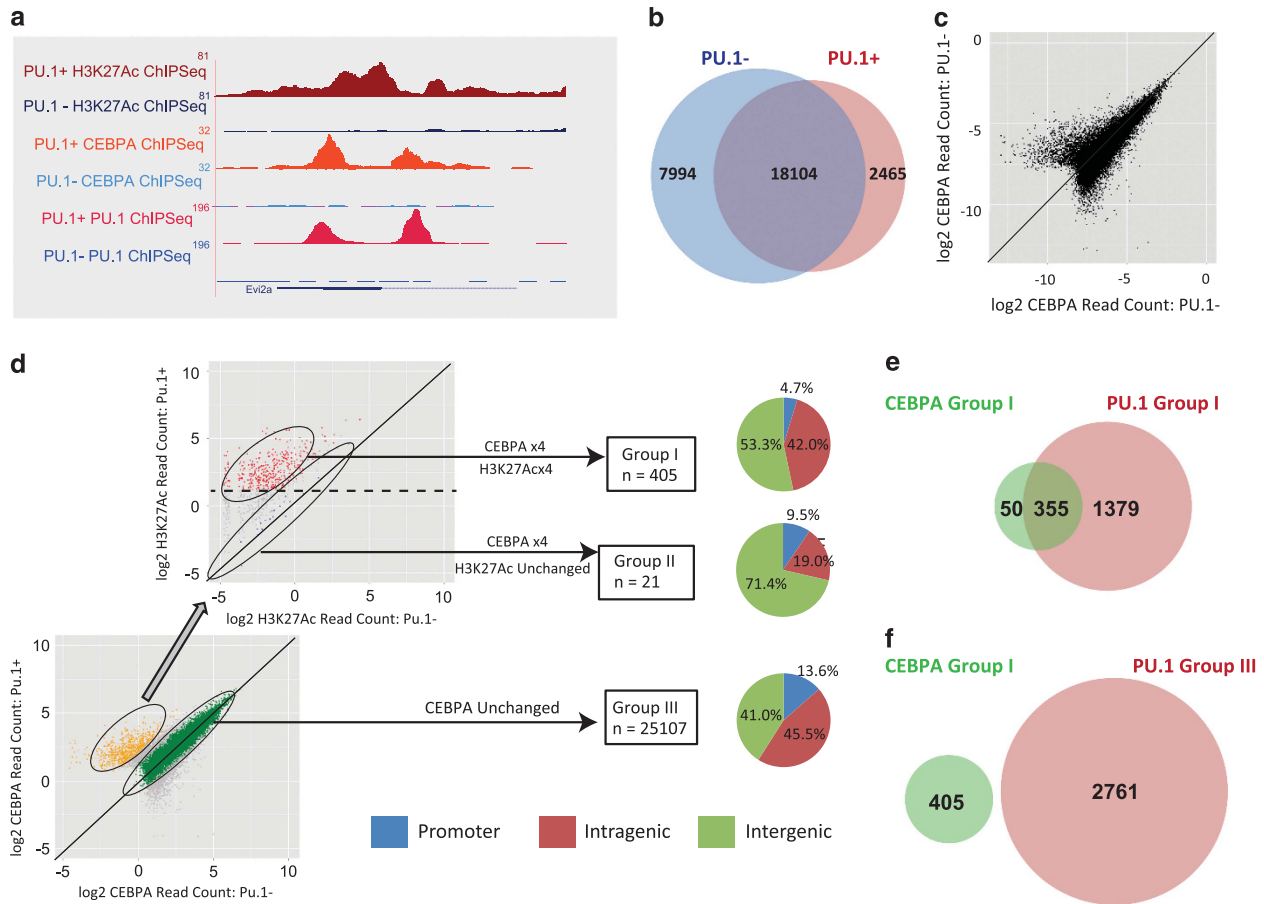 a
81
PU.1+ H3K27Ac ChIPSeq
81
PU.1 - H3K27Ac ChIPSeq
32
PU.1+ CEBPA ChIPSeq
32
PU.1- CEBPA ChIPSeq
196
PU.1+ PU.1 ChIPSeq
196
PU.1- PU.1 ChIPSeq
Evi2a
b
PU.1-
PU.1+
7994
18104
2465
c
log2 CEBPA Read Count: PU.1-
0
-5
-10
-10
-5
0
log2 CEBPA Read Count: PU.1-
d
log2 H3K27Ac Read Count: Pu.1+
10
5
0
-5
-5
0
5
10
log2 H3K27Ac Read Count: Pu.1-
CEBPA x4
H3K27Acx4
Group I
n = 405
4.7%
53.3%
42.0%
CEBPA x4
H3K27Ac Unchanged
Group II
n = 21
9.5%
19.0%
71.4%
log2 CEBPA Read Count: Pu.1+
10
5
0
-5
-5
0
5
10
log2 CEBPA Read Count: Pu.1-
CEBPA Unchanged
Group III
n = 25107
13.6%
41.0%
45.5%
Promoter
Intragenic
Intergenic
e
CEBPA Group I
PU.1 Group I
50
355
1379
f
CEBPA Group I
PU.1 Group III
405
2761